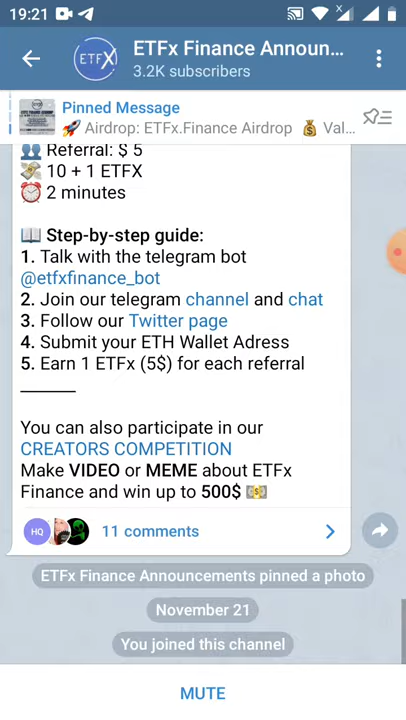 19:21
ETFx Finance Announ...
3.2K subscribers
ETFX
Pinned Message
🚀 Airdrop: ETFx.Finance Airdrop 💰 Val...
👥 Referral: $ 5
💸 10 + 1 ETFX
⏰ 2 minutes
📖 Step-by-step guide:
1. Talk with the telegram bot
@etfxfinance_bot
2. Join our telegram channel and chat
3. Follow our Twitter page
4. Submit your ETH Wallet Adress
5. Earn 1 ETFx (5$) for each referral
You can also participate in our
CREATORS COMPETITION
Make VIDEO or MEME about ETFx
Finance and win up to 500$ 💵
HQ
11 comments
ETFx Finance Announcements pinned a photo
November 21
You joined this channel
MUTE